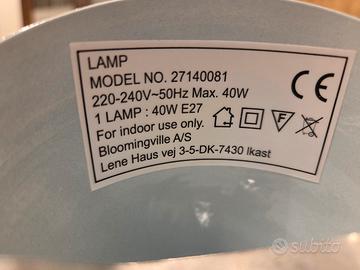 LAMP
MODEL NO. 27140081
220-240V~50Hz Max. 40W
1 LAMP : 40W E27
For indoor use only.
Bloomingville A/S
Lene Haus vej 3-5-DK-7430 Ikast
CE
F
subito